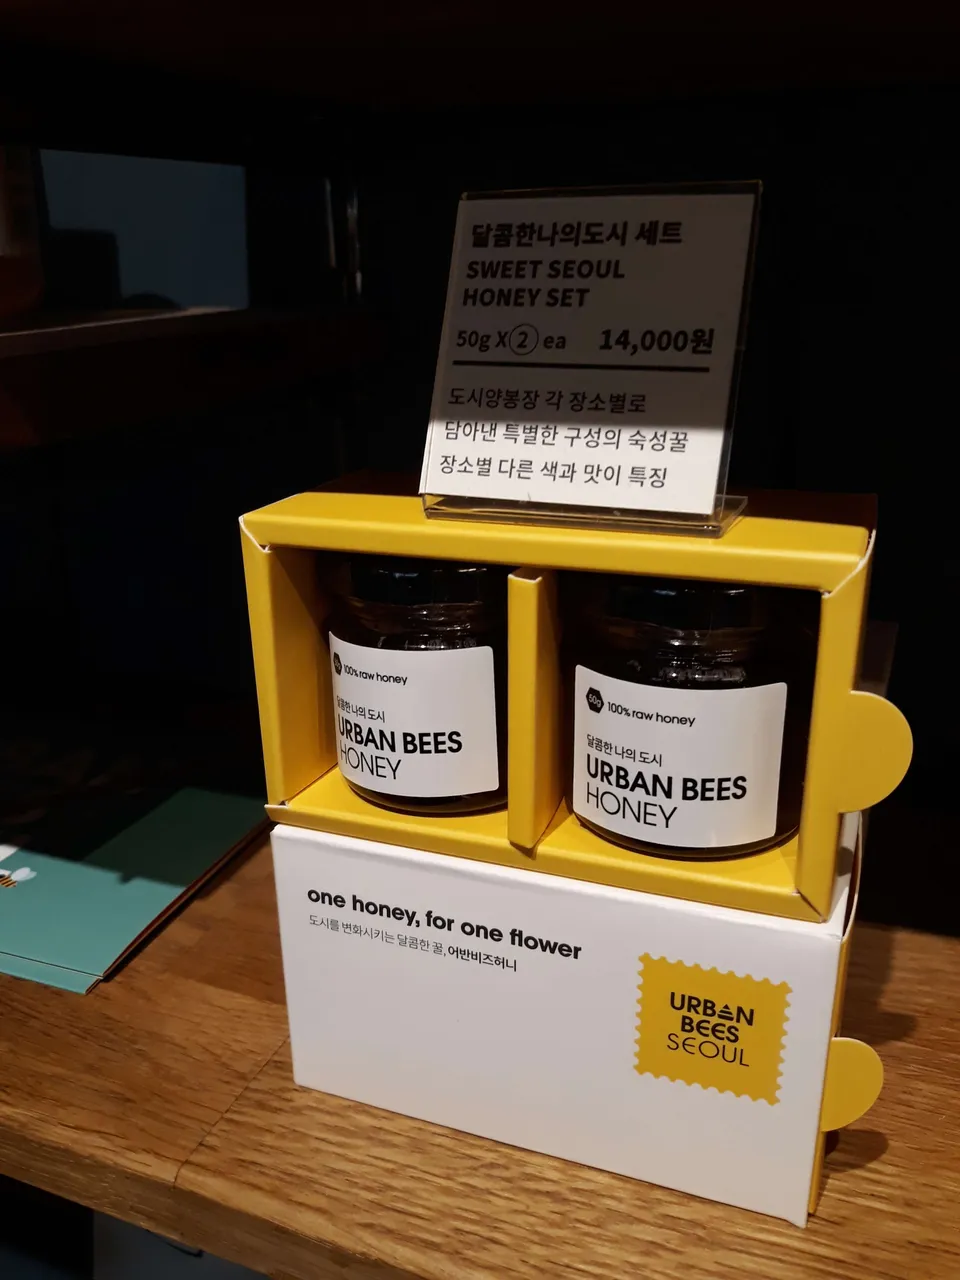 달콤한나의도시 세트
SWEET SEOUL
HONEY SET
50g X② ea 14,000원
도시양봉장 각 장소별로
담아낸 특별한 구성의 숙성꿀
장소별 다른 색과 맛이 특징
100% raw honey
달콤한 나의 도시
URBAN BEES
HONEY
50g 100% raw honey
달콤한 나의 도시
URBAN BEES
HONEY
one honey, for one flower
도시를 변화시키는 달콤한 꿀, 어반비즈허니
URBAN
BEES
SEOUL